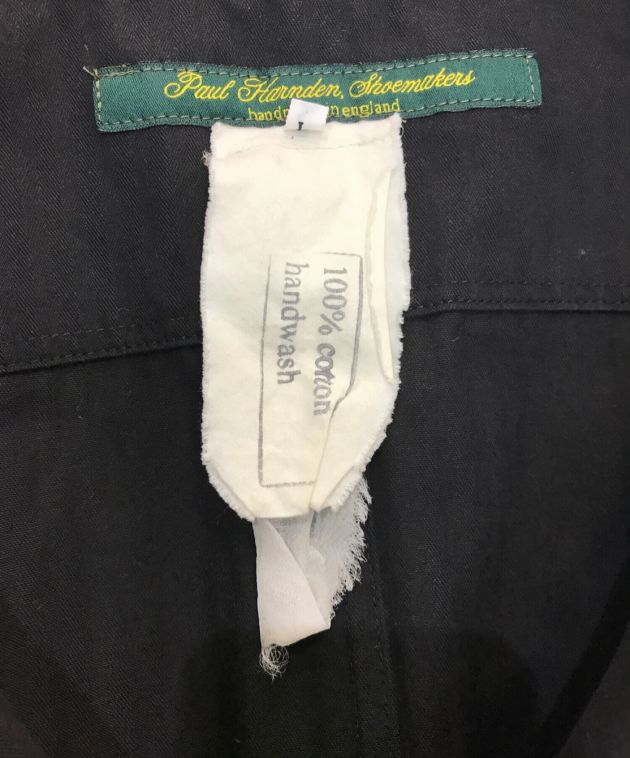 Paul Harnden, Shoemakers
england
100% cotton
handwash